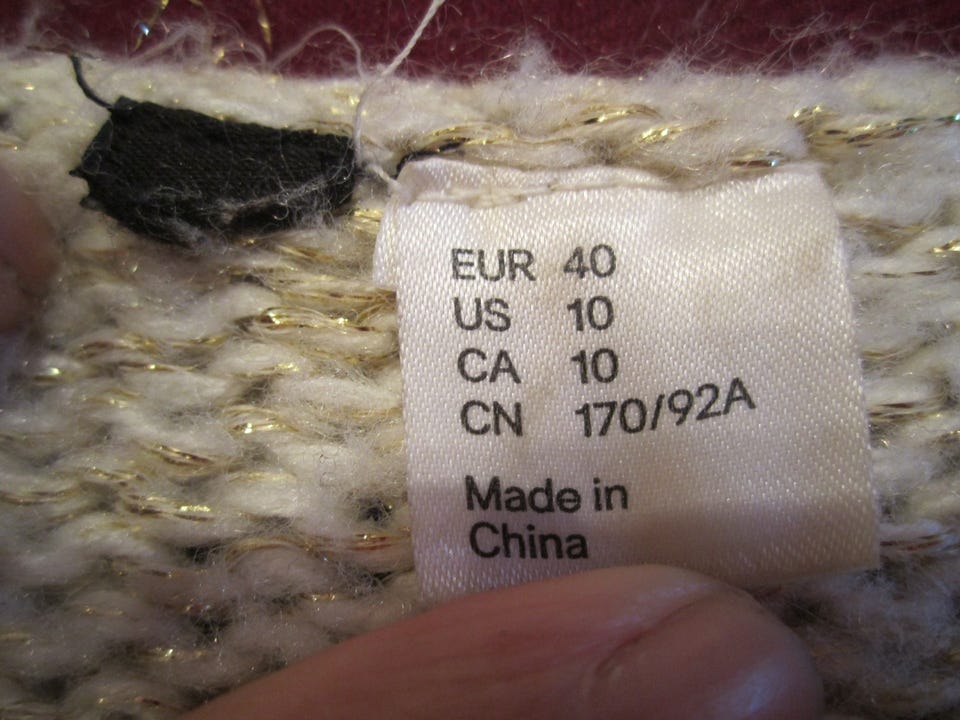 EUR 40
US 10
CA 10
CN 170/92A
Made in
China